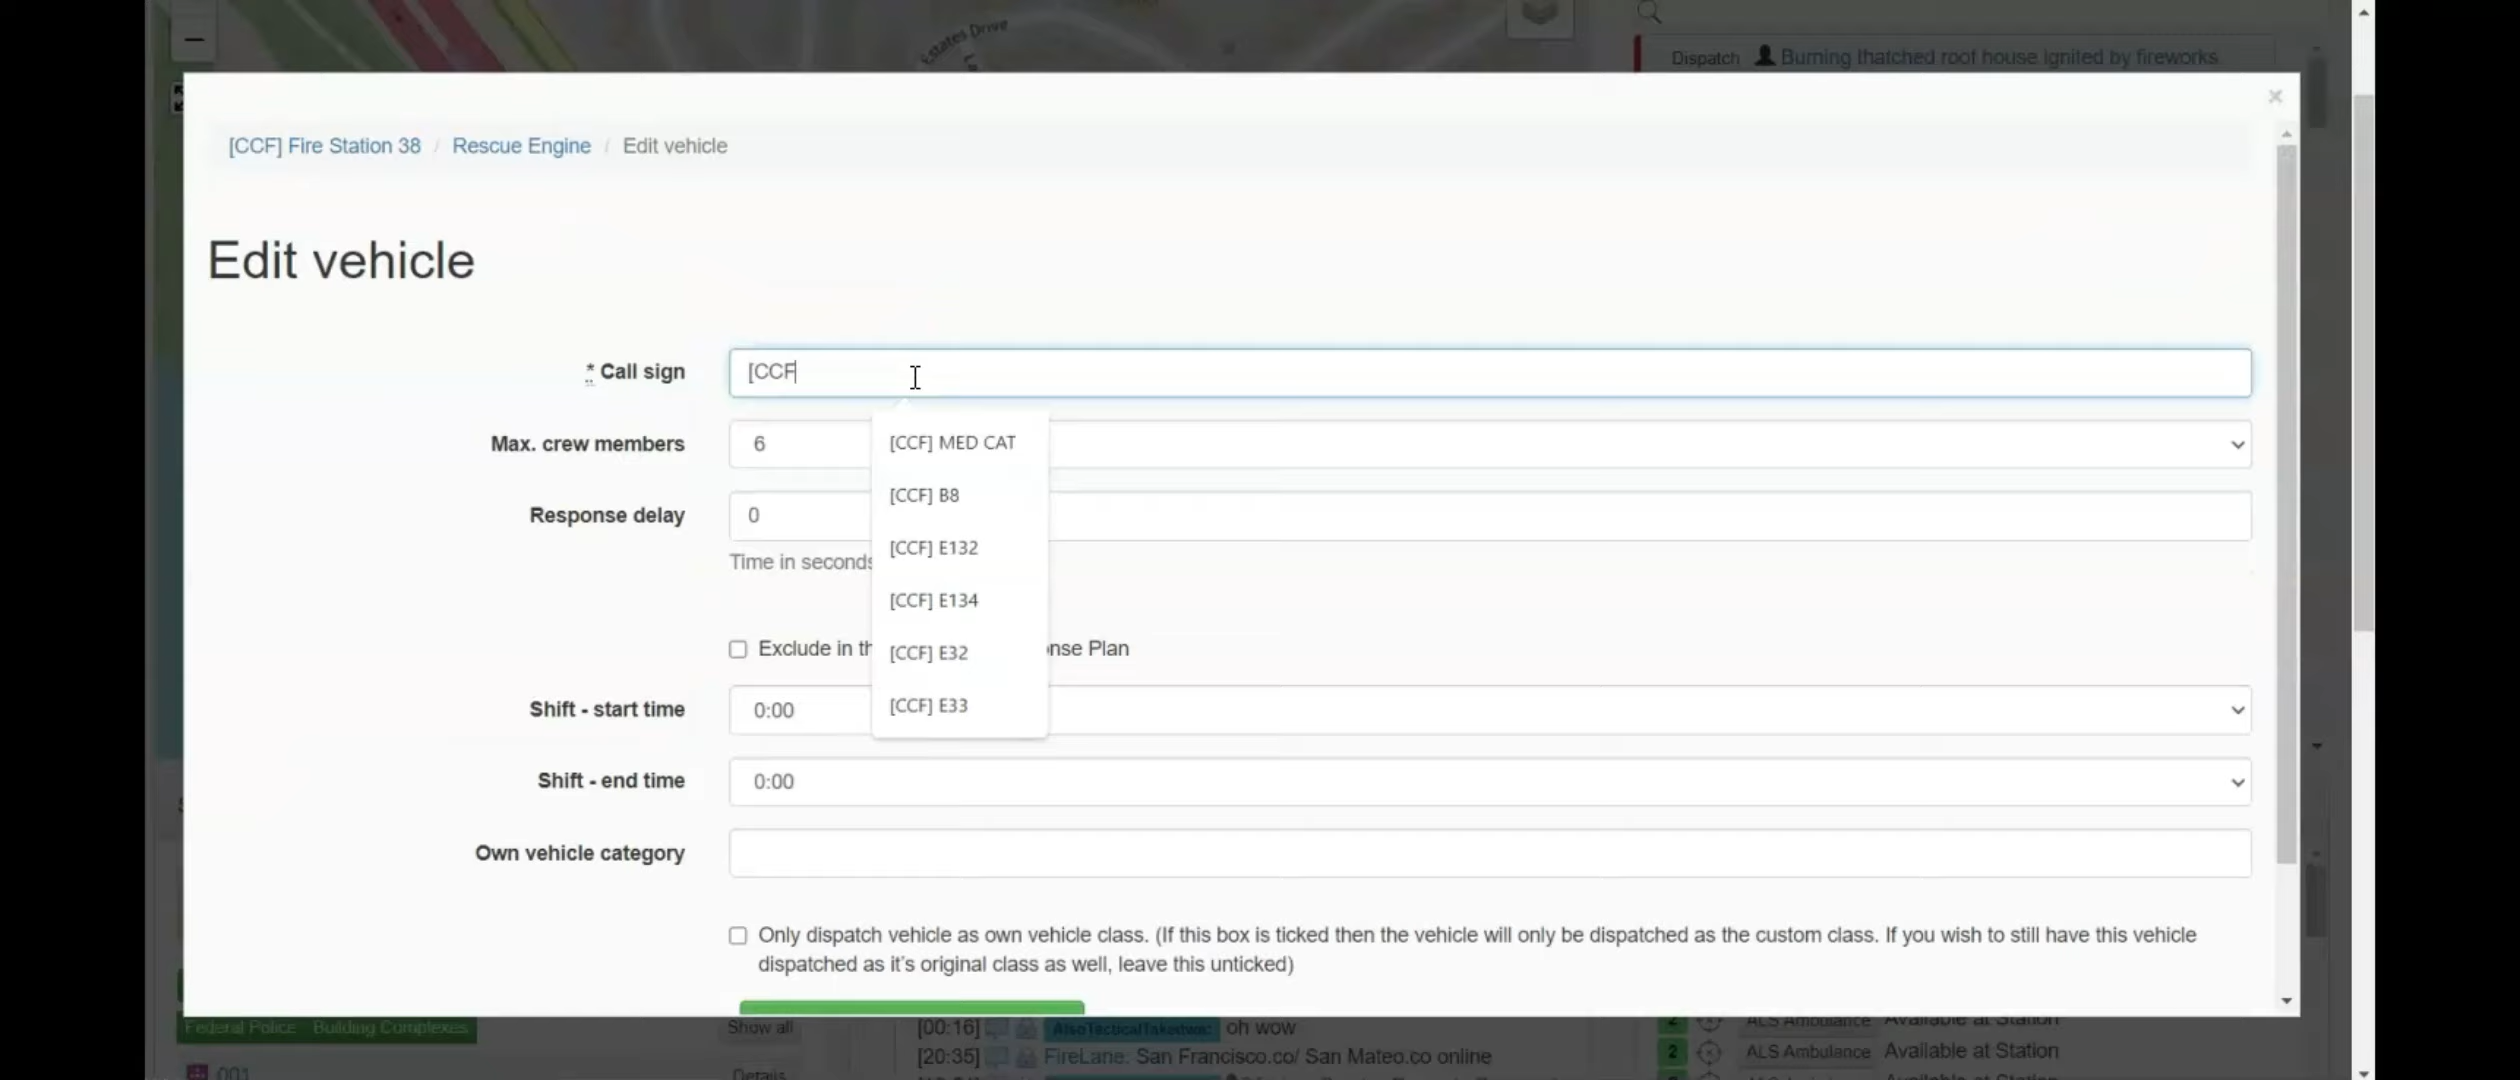 Estates Drive
La
Dispatch Burning thatched roof house ignited by fireworks
×
[CCF] Fire Station 38 / Rescue Engine / Edit vehicle
Edit vehicle
* Call sign
[CCF
Max. crew members
6
[CCF] MED CAT
[CCF] B8
Response delay
0
[CCF] E132
Time in seconds
[CCF] E134
Exclude in th
nse Plan
[CCF] E32
Shift - start time
0:00
[CCF] E33
Shift - end time
0:00
Own vehicle category
Only dispatch vehicle as own vehicle class. (If this box is ticked then the vehicle will only be dispatched as the custom class. If you wish to still have this vehicle
dispatched as it's original class as well, leave this unticked)
Federal Police Building Complexes
Show all
[00:16] AlsoTacticalTakedwn: oh wow
2 ALS Ambulance Available at Station
[20:35] FireLane: San Francisco.co/ San Mateo.co online
2 ALS Ambulance Available at Station
001
Details